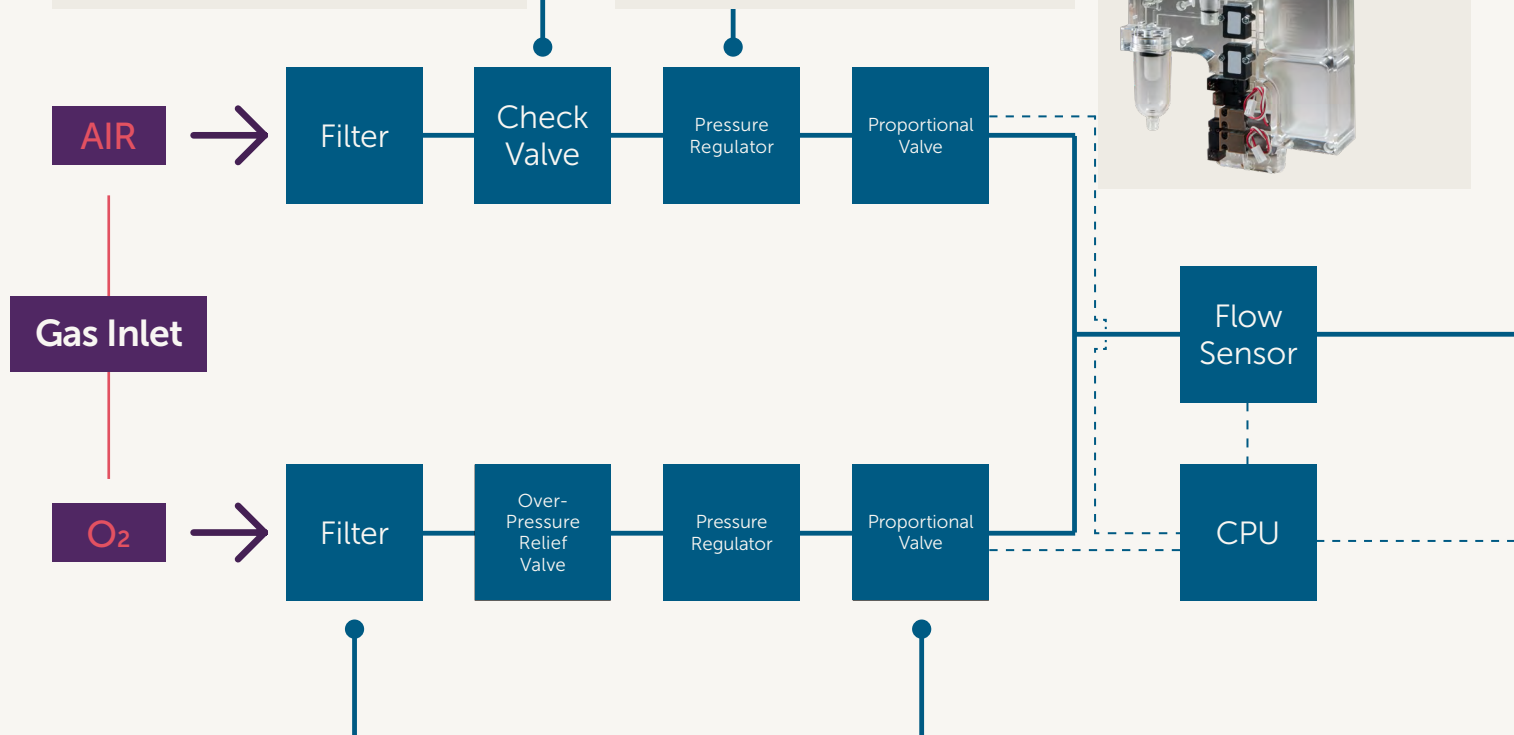 AIR
Filter
Check
Valve
Pressure
Regulator
Proportional
Valve
Gas Inlet
Flow
Sensor
O₂
Filter
Over-
Pressure
Relief
Valve
Pressure
Regulator
Proportional
Valve
CPU